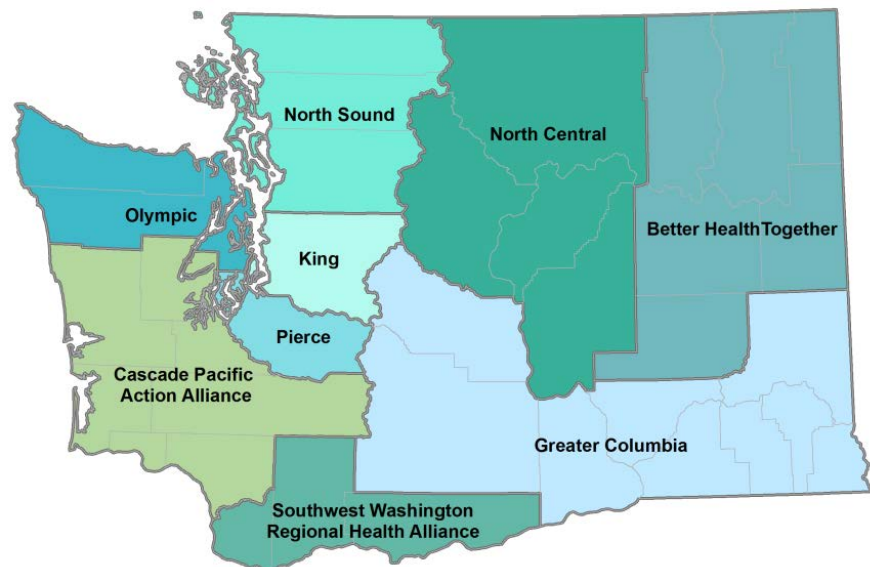 North Sound
North Central
Olympic
Better Health Together
King
Pierce
Cascade Pacific
Action Alliance
Greater Columbia
Southwest Washington
Regional Health Alliance